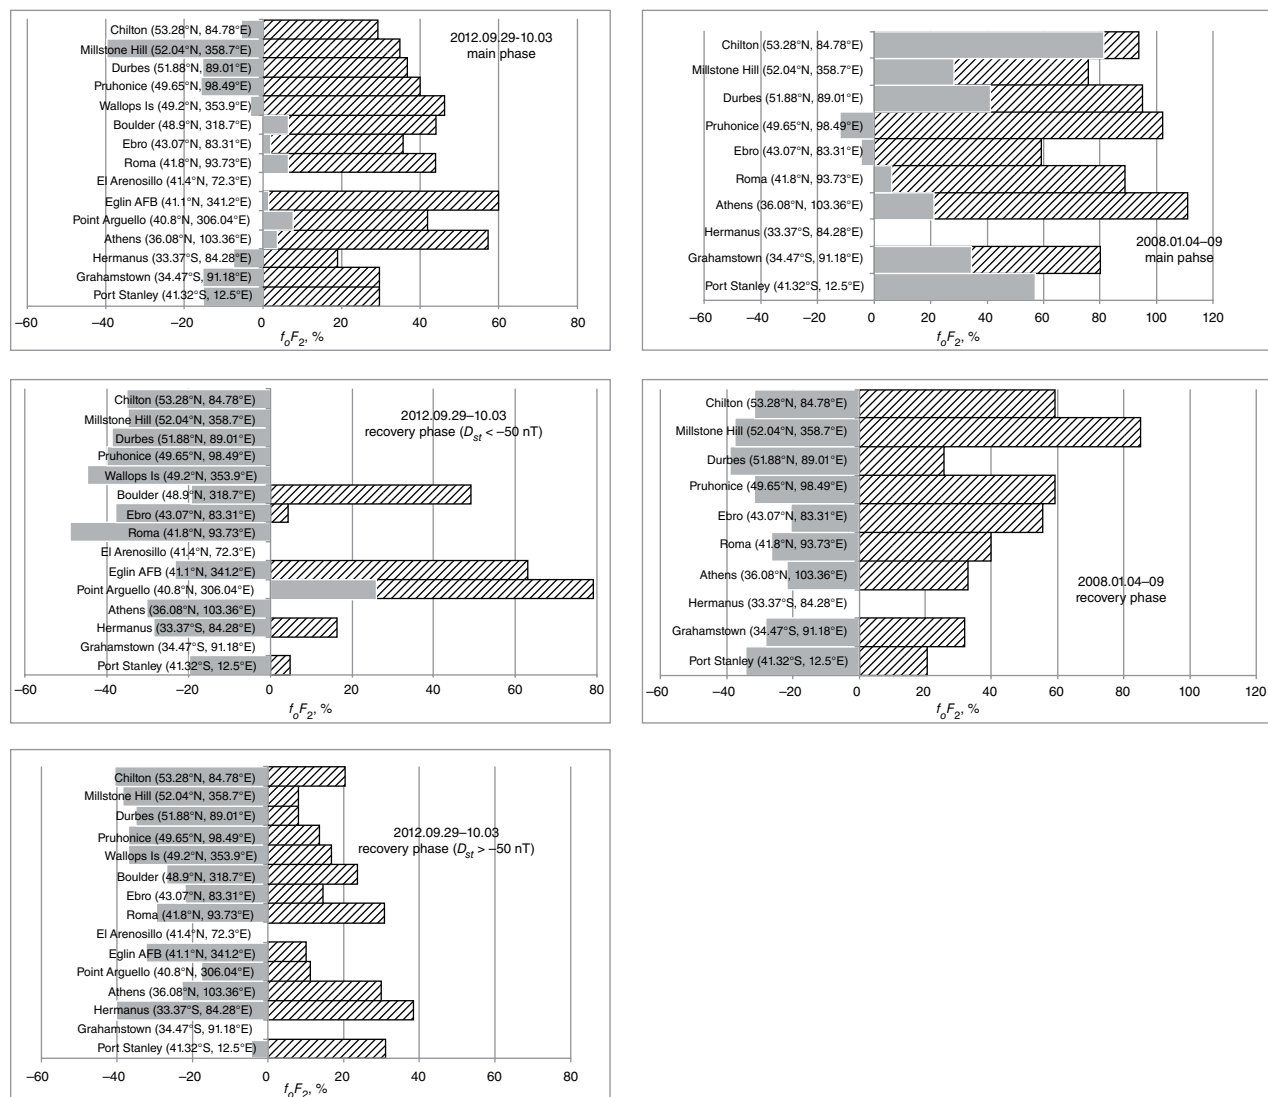 Chilton (53.28°N, 84.78°E)
Millstone Hill (52.04°N, 358.7°E)
Durbes (51.88°N, 89.01°E)
Pruhonice (49.65°N, 98.49°E)
Wallops Is (49.2°N, 353.9°E)
Boulder (48.9°N, 318.7°E)
Ebro (43.07°N, 83.31°E)
Roma (41.8°N, 93.73°E)
El Arenosillo (41.4°N, 72.3°E)
Eglin AFB (41.1°N, 341.2°E)
Point Arguello (40.8°N, 306.04°E)
Athens (36.08°N, 103.36°E)
Hermanus (33.37°S, 84.28°E)
Grahamstown (34.47°S, 91.18°E)
Port Stanley (41.32°S, 12.5°E)
2012.09.29-10.03
main phase
–60 –40 –20 0 20 40 60 80
foF2, %
Chilton (53.28°N, 84.78°E)
Millstone Hill (52.04°N, 358.7°E)
Durbes (51.88°N, 89.01°E)
Pruhonice (49.65°N, 98.49°E)
Ebro (43.07°N, 83.31°E)
Roma (41.8°N, 93.73°E)
Athens (36.08°N, 103.36°E)
Hermanus (33.37°S, 84.28°E)
Grahamstown (34.47°S, 91.18°E)
Port Stanley (41.32°S, 12.5°E)
2008.01.04–09
main pahse
–60 –40 –20 0 20 40 60 80 100 120
foF2, %
Chilton (53.28°N, 84.78°E)
Millstone Hill (52.04°N, 358.7°E)
Durbes (51.88°N, 89.01°E)
Pruhonice (49.65°N, 98.49°E)
Wallops Is (49.2°N, 353.9°E)
Boulder (48.9°N, 318.7°E)
Ebro (43.07°N, 83.31°E)
Roma (41.8°N, 93.73°E)
El Arenosillo (41.4°N, 72.3°E)
Eglin AFB (41.1°N, 341.2°E)
Point Arguello (40.8°N, 306.04°E)
Athens (36.08°N, 103.36°E)
Hermanus (33.37°S, 84.28°E)
Grahamstown (34.47°S, 91.18°E)
Port Stanley (41.32°S, 12.5°E)
2012.09.29–10.03
recovery phase (Dst < –50 nT)
–60 –40 –20 0 20 40 60 80
foF2, %
Chilton (53.28°N, 84.78°E)
Millstone Hill (52.04°N, 358.7°E)
Durbes (51.88°N, 89.01°E)
Pruhonice (49.65°N, 98.49°E)
Ebro (43.07°N, 83.31°E)
Roma (41.8°N, 93.73°E)
Athens (36.08°N, 103.36°E)
Hermanus (33.37°S, 84.28°E)
Grahamstown (34.47°S, 91.18°E)
Port Stanley (41.32°S, 12.5°E)
2008.01.04–09
recovery phase
–60 –40 –20 0 20 40 60 80 100 120
foF2, %
Chilton (53.28°N, 84.78°E)
Millstone Hill (52.04°N, 358.7°E)
Durbes (51.88°N, 89.01°E)
Pruhonice (49.65°N, 98.49°E)
Wallops Is (49.2°N, 353.9°E)
Boulder (48.9°N, 318.7°E)
Ebro (43.07°N, 83.31°E)
Roma (41.8°N, 93.73°E)
El Arenosillo (41.4°N, 72.3°E)
Eglin AFB (41.1°N, 341.2°E)
Point Arguello (40.8°N, 306.04°E)
Athens (36.08°N, 103.36°E)
Hermanus (33.37°S, 84.28°E)
Grahamstown (34.47°S, 91.18°E)
Port Stanley (41.32°S, 12.5°E)
2012.09.29–10.03
recovery phase (Dst > –50 nT)
–60 –40 –20 0 20 40 60 80
foF2, %